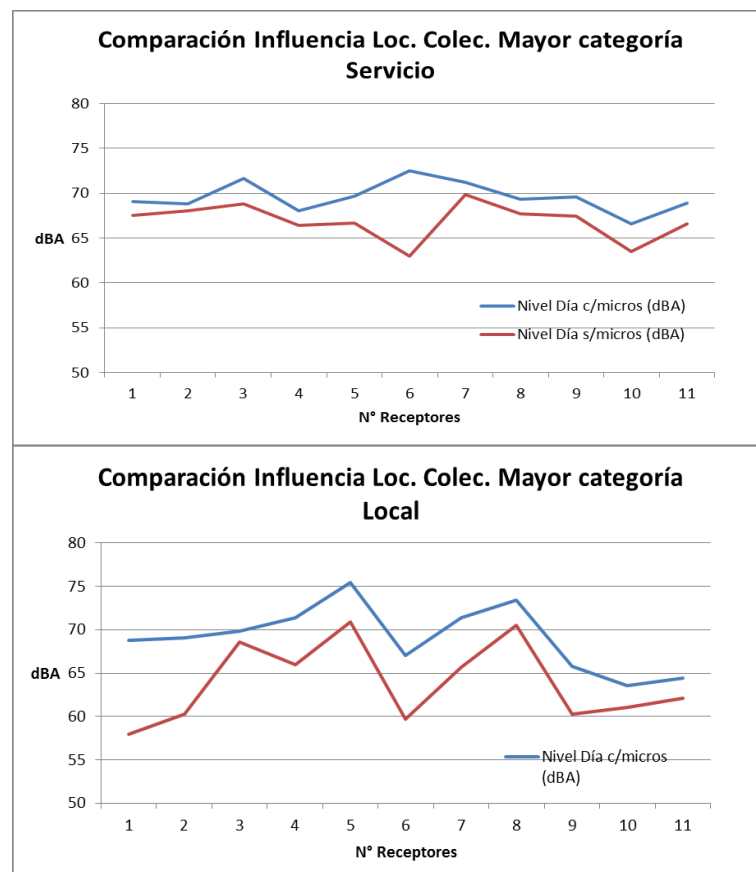 Comparación Influencia Loc. Colec. Mayor categoría
Servicio
80
75
70
65
60
55
50
dBA
Nivel Día c/micros (dBA)
Nivel Día s/micros (dBA)
1 2 3 4 5 6 7 8 9 10 11
N° Receptores
Comparación Influencia Loc. Colec. Mayor categoría
Local
80
75
70
65
60
55
50
dBA
Nivel Día c/micros
(dBA)
1 2 3 4 5 6 7 8 9 10 11
N° Receptores